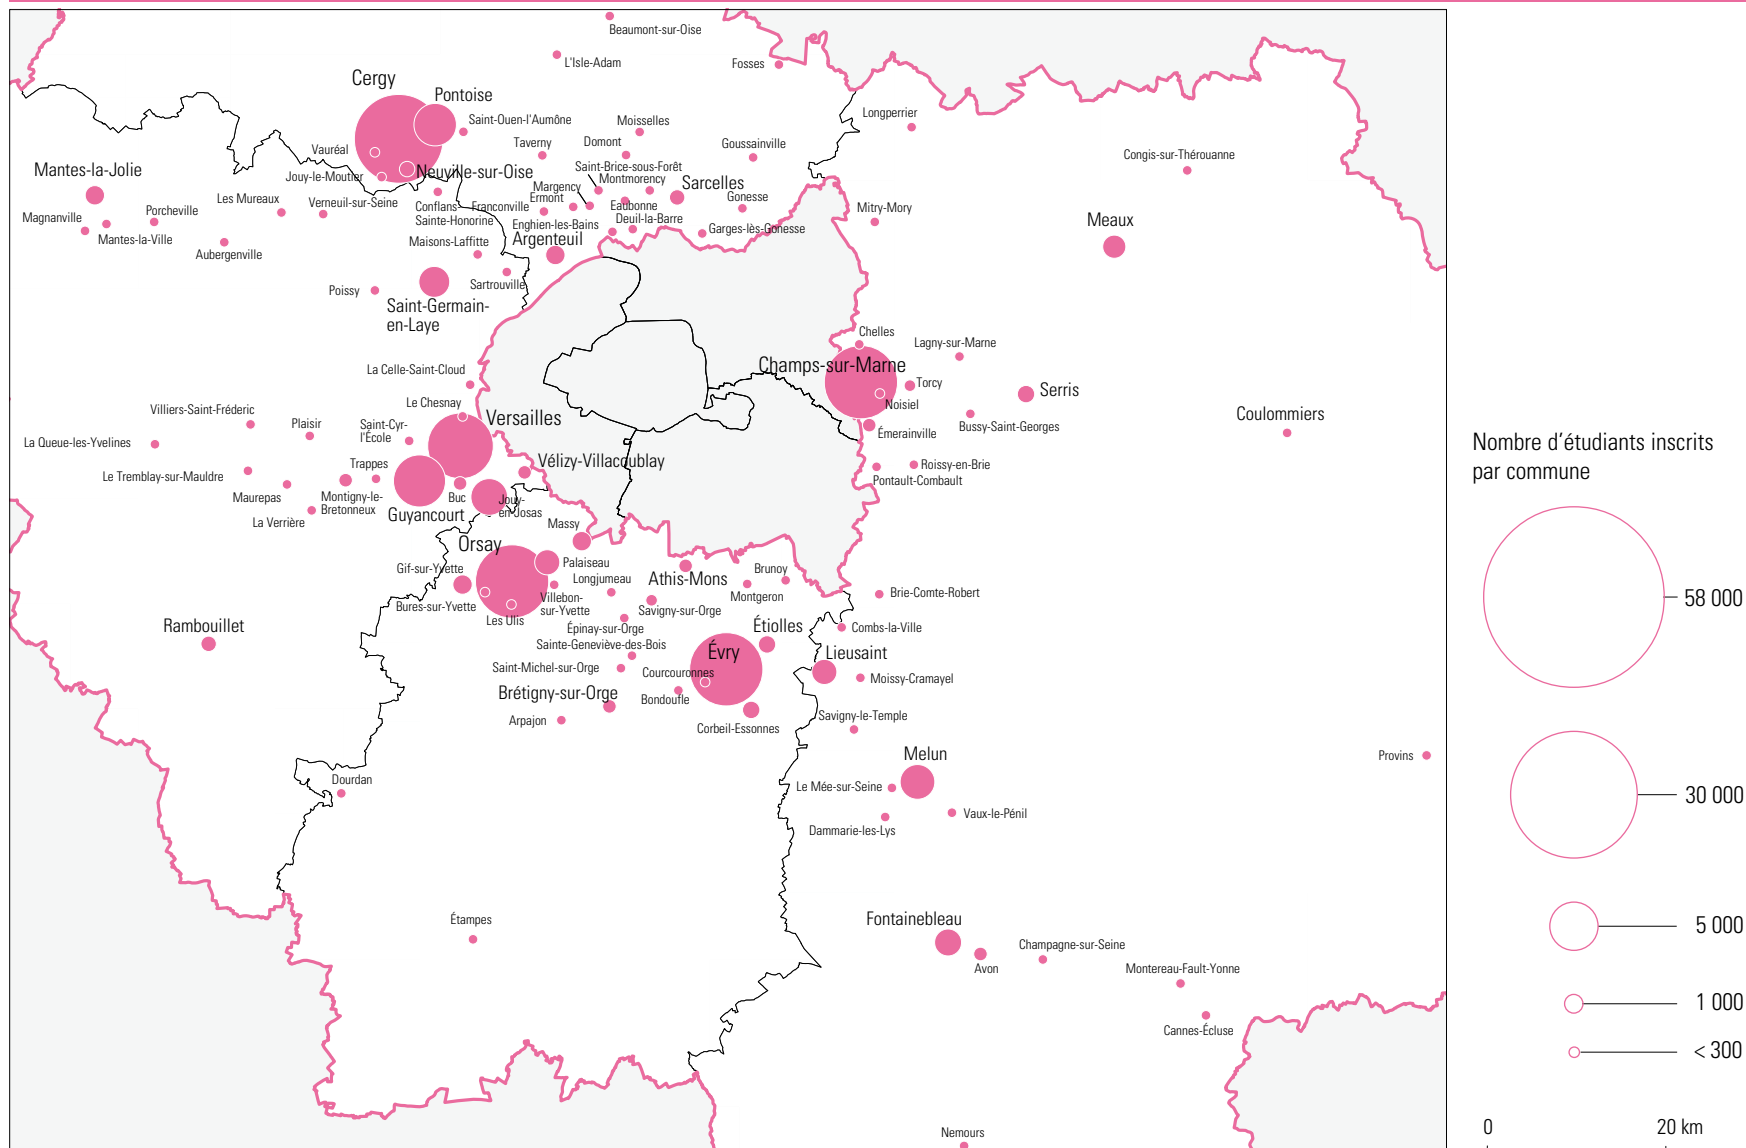 Beaumont-sur-Oise
L'Isle-Adam
Fosses
Cergy
Pontoise
Saint-Ouen-l'Aumône
Moisselles
Longperrier
Taverny
Domont
Goussainville
Vauréal
Congis-sur-Thérouanne
Mantes-la-Jolie
Jouy-le-Moutier
Neuville-sur-Oise
Saint-Brice-sous-Forêt
Montmorency
Sarcelles
Margency
Ermont
Eaubonne
Gonesse
Les Mureaux
Verneuil-sur-Seine
Conflans-
Sainte-Honorine
Franconville
Mitry-Mory
Magnanville
Porcheville
Mantes-la-Ville
Enghien-les-Bains
Deuil-la-Barre
Garges-lès-Gonesse
Meaux
Aubergenville
Maisons-Laffitte
Argenteuil
Poissy
Sartrouville
Saint-Germain-
en-Laye
Chelles
Lagny-sur-Marne
Champs-sur-Marne
La Celle-Saint-Cloud
Torcy
Serris
Noisiel
Le Chesnay
Villiers-Saint-Fréderic
Plaisir
Saint-Cyr-
l'École
Versailles
Bussy-Saint-Georges
Coulommiers
Émerainville
La Queue-les-Yvelines
Vélizy-Villacoublay
Roissy-en-Brie
Trappes
Le Tremblay-sur-Mauldre
Pontault-Combault
Maurepas
Montigny-le-
Bretonneux
Buc
Jouy-
en-Josas
La Verrière
Guyancourt
Massy
Orsay
Palaiseau
Gif-sur-Yvette
Longjumeau
Athis-Mons
Brunoy
Montgeron
Brie-Comte-Robert
Bures-sur-Yvette
Villebon-
sur-Yvette
Savigny-sur-Orge
Les Ulis
Épinay-sur-Orge
Étiolles
Combs-la-Ville
Rambouillet
Sainte-Geneviève-des-Bois
Évry
Lieusaint
Saint-Michel-sur-Orge
Courcouronnes
Moissy-Cramayel
Brétigny-sur-Orge
Bondoufle
Arpajon
Corbeil-Essonnes
Savigny-le-Temple
Melun
Provins
Dourdan
Le Mée-sur-Seine
Vaux-le-Pénil
Dammarie-les-Lys
Étampes
Fontainebleau
Champagne-sur-Seine
Avon
Montereau-Fault-Yonne
Cannes-Écluse
Nemours
Nombre d'étudiants inscrits
par commune
58 000
30 000
5 000
1 000
< 300
0
20 km